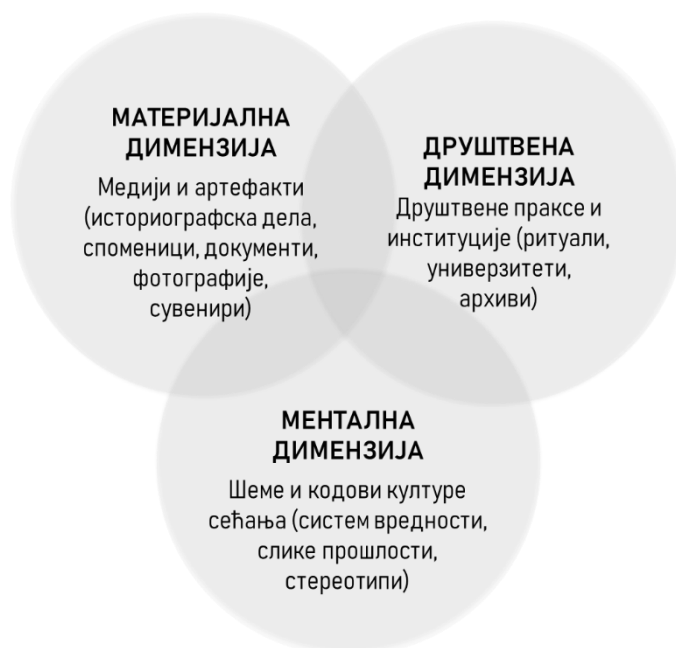 МАТЕРИЈАЛНА
ДИМЕНЗИЈА
Медији и артефакти
(историографска дела,
споменици, документи,
фотографије,
сувенири)
ДРУШТВЕНА
ДИМЕНЗИЈА
Друштвене праксе и
институције (ритуали,
универзитети,
архиви)
МЕНТАЛНА
ДИМЕНЗИЈА
Шеме и кодови културе
сећања (систем вредности,
слике прошлости,
стереотипи)